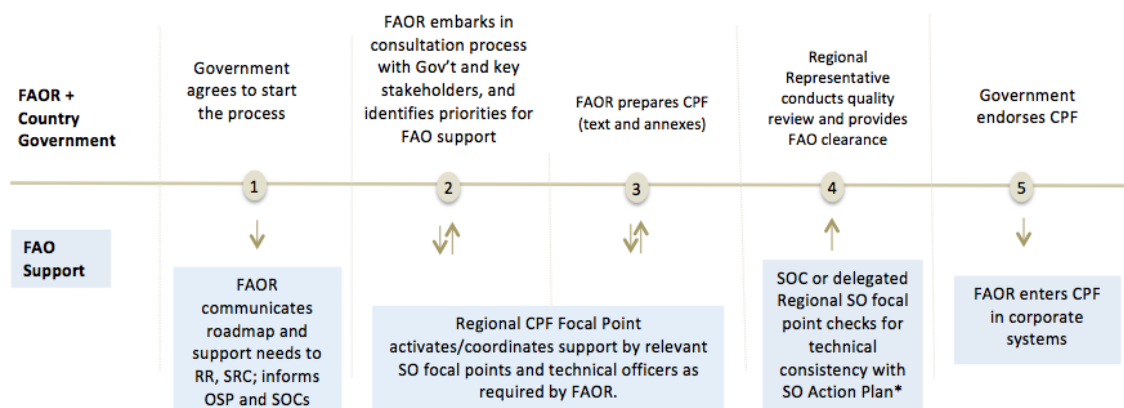 FAOR +
Country
Government
Government
agrees to start
the process
FAOR embarks in
consultation process
with Gov't and key
stakeholders, and
identifies priorities for
FAO support
FAOR prepares CPF
(text and annexes)
Regional
Representative
conducts quality
review and provides
FAO clearance
Government
endorses CPF
1
2
3
4
5
FAO
Support
FAOR
communicates
roadmap and
support needs to
RR, SRC; informs
OSP and SOCs
Regional CPF Focal Point
activates/coordinates support by relevant
SO focal points and technical officers as
required by FAOR.
SOC or delegated
Regional SO focal
point checks for
technical
consistency with
SO Action Plan*
FAOR enters CPF
in corporate
systems